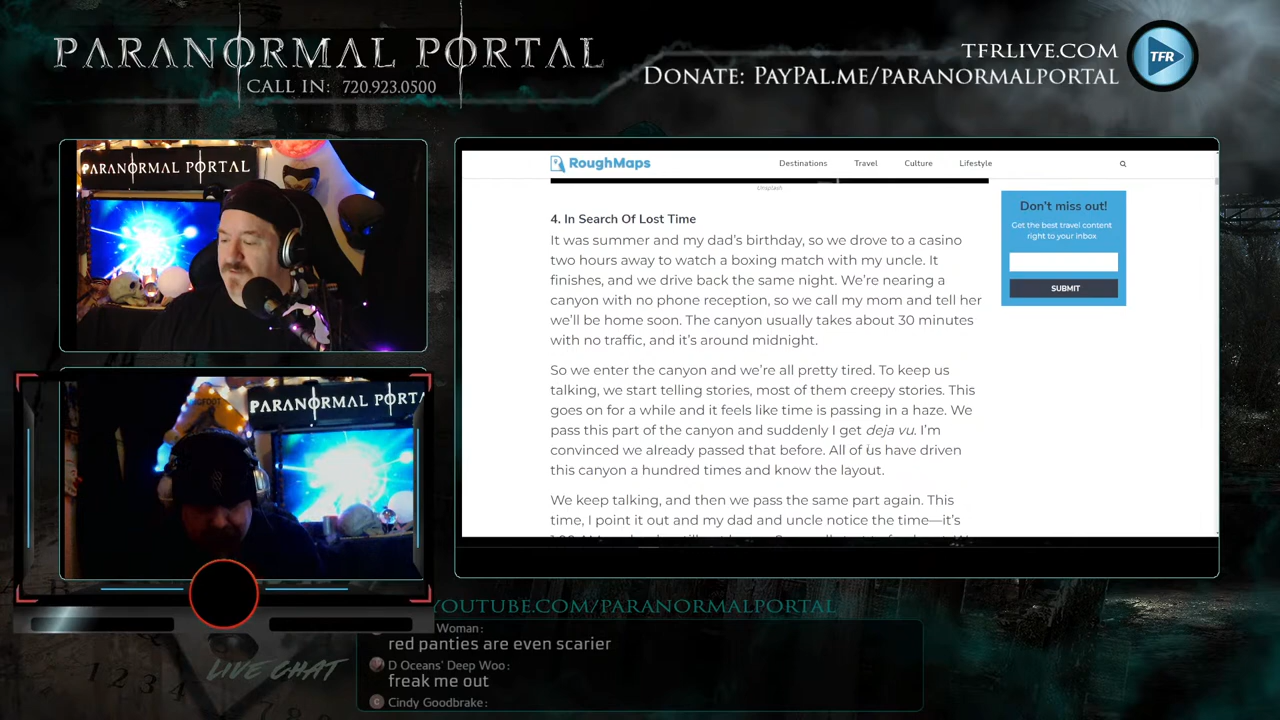 PARANORMAL PORTAL
CALL IN: 720.923.0500
TFRLIVE.COM
DONATE: PAYPAL.ME/PARANORMALPORTAL
TFR
PARANORMAL PORTAL
RoughMaps
Destinations
Travel
Culture
Lifestyle
Unsplash
4. In Search Of Lost Time
It was summer and my dad's birthday, so we drove to a casino
two hours away to watch a boxing match with my uncle. It
finishes, and we drive back the same night. We're nearing a
canyon with no phone reception, so we call my mom and tell her
we'll be home soon. The canyon usually takes about 30 minutes
with no traffic, and it's around midnight.
So we enter the canyon and we're all pretty tired. To keep us
talking, we start telling stories, most of them creepy stories. This
goes on for a while and it feels like time is passing in a haze. We
pass this part of the canyon and suddenly I get deja vu. I'm
convinced we already passed that before. All of us have driven
this canyon a hundred times and know the layout.
We keep talking, and then we pass the same part again. This
time, I point it out and my dad and uncle notice the time—it's
Don't miss out!
Get the best travel content
right to your inbox
SUBMIT
PARANORMAL PORTA
YOUTUBE.COM/PARANORMALPORTAL
LIVE CHAT
1 2 3 4
Woman:
red panties are even scarier
D Oceans' Deep Woo:
freak me out
C Cindy Goodbrake: